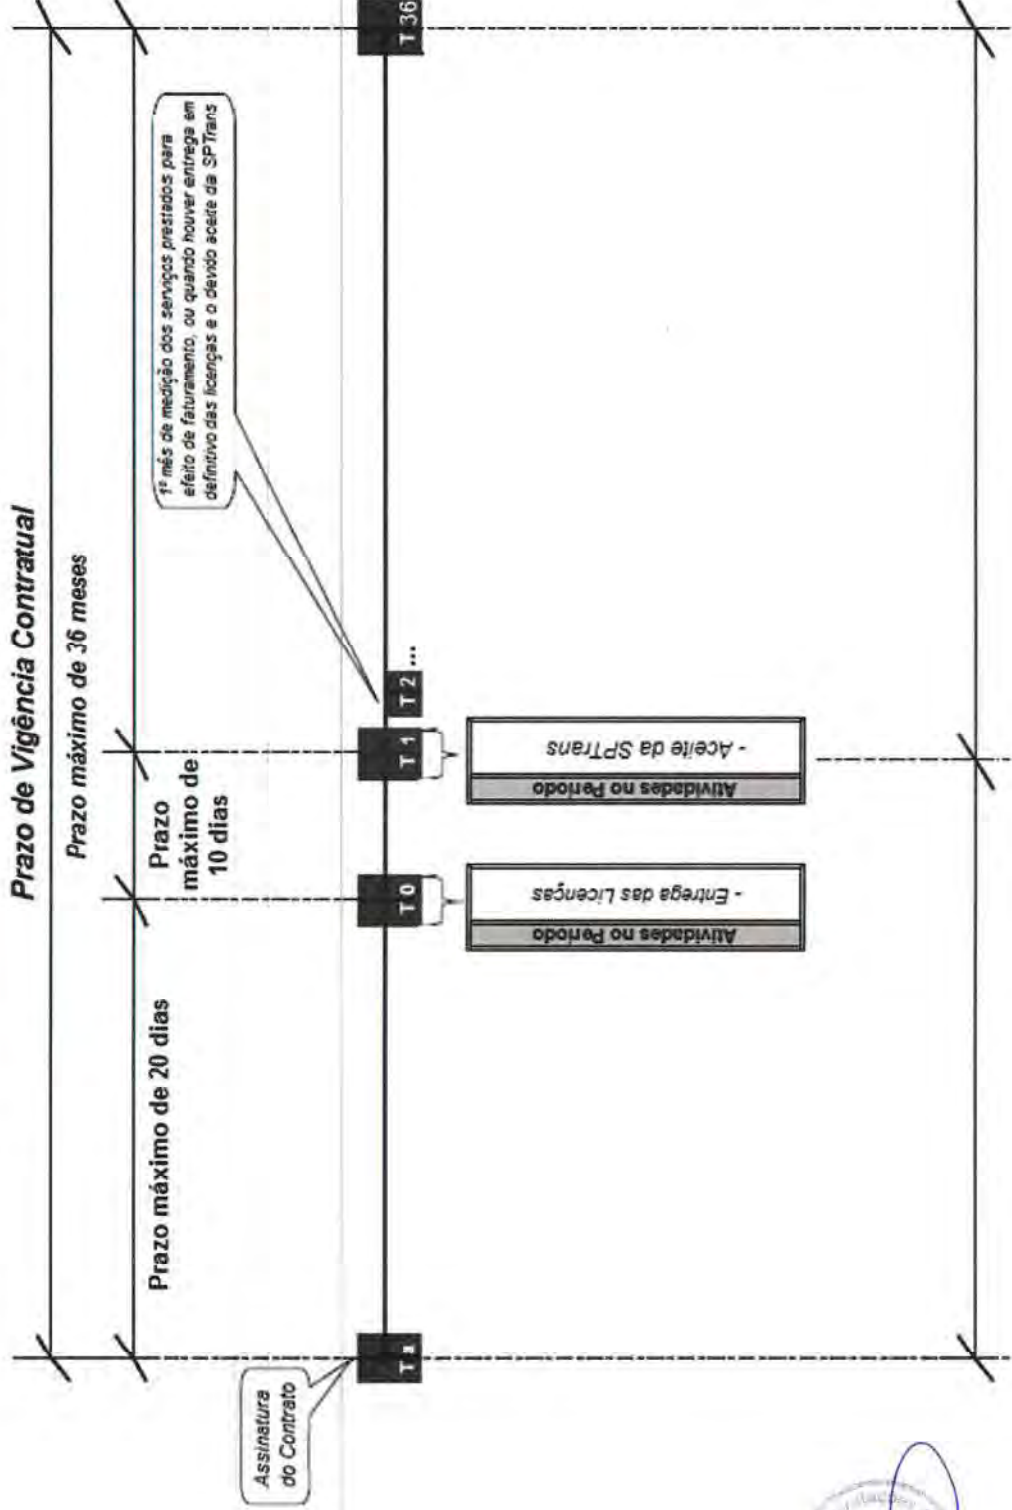 Prazo de Vigência Contratual
Prazo máximo de 36 meses
Prazo máximo de 20 dias
Prazo
máximo de
10 dias
1º mês de medição dos serviços prestados para
efeito de faturamento, ou quando houver entrega em
definitivo das licenças e o devido aceite da SPTrans
Assinatura
do Contrato
T 0
T 1
T 2 ...
T 36
Atividades no Período
- Entrega das Licenças
Atividades no Período
- Aceite da SPTrans